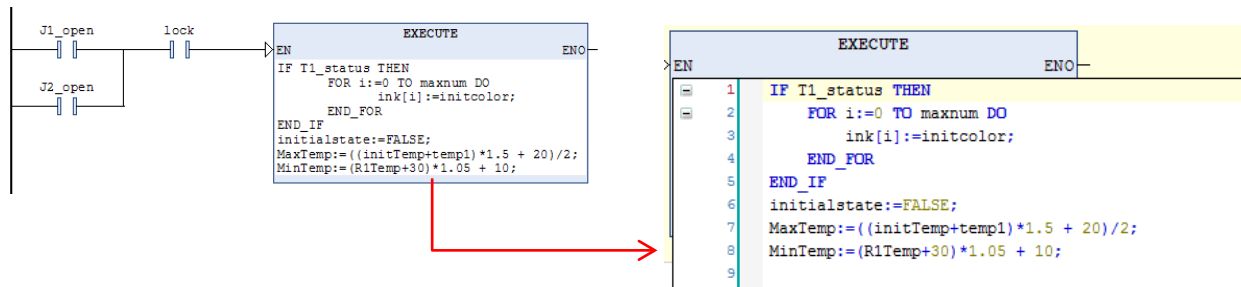 J1_open
lock
J2_open
EXECUTE
EN ENO
IF T1_status THEN
FOR i:=0 TO maxnum DO
ink[i]:=initcolor;
END_FOR
END_IF
initialstate:=FALSE;
MaxTemp:=((initTemp+temp1)*1.5 + 20)/2;
MinTemp:=(R1Temp+30)*1.05 + 10;
EXECUTE
EN ENO
1 IF T1_status THEN
2 FOR i:=0 TO maxnum DO
3 ink[i]:=initcolor;
4 END_FOR
5 END_IF
6 initialstate:=FALSE;
7 MaxTemp:=((initTemp+temp1)*1.5 + 20)/2;
8 MinTemp:=(R1Temp+30)*1.05 + 10;
9